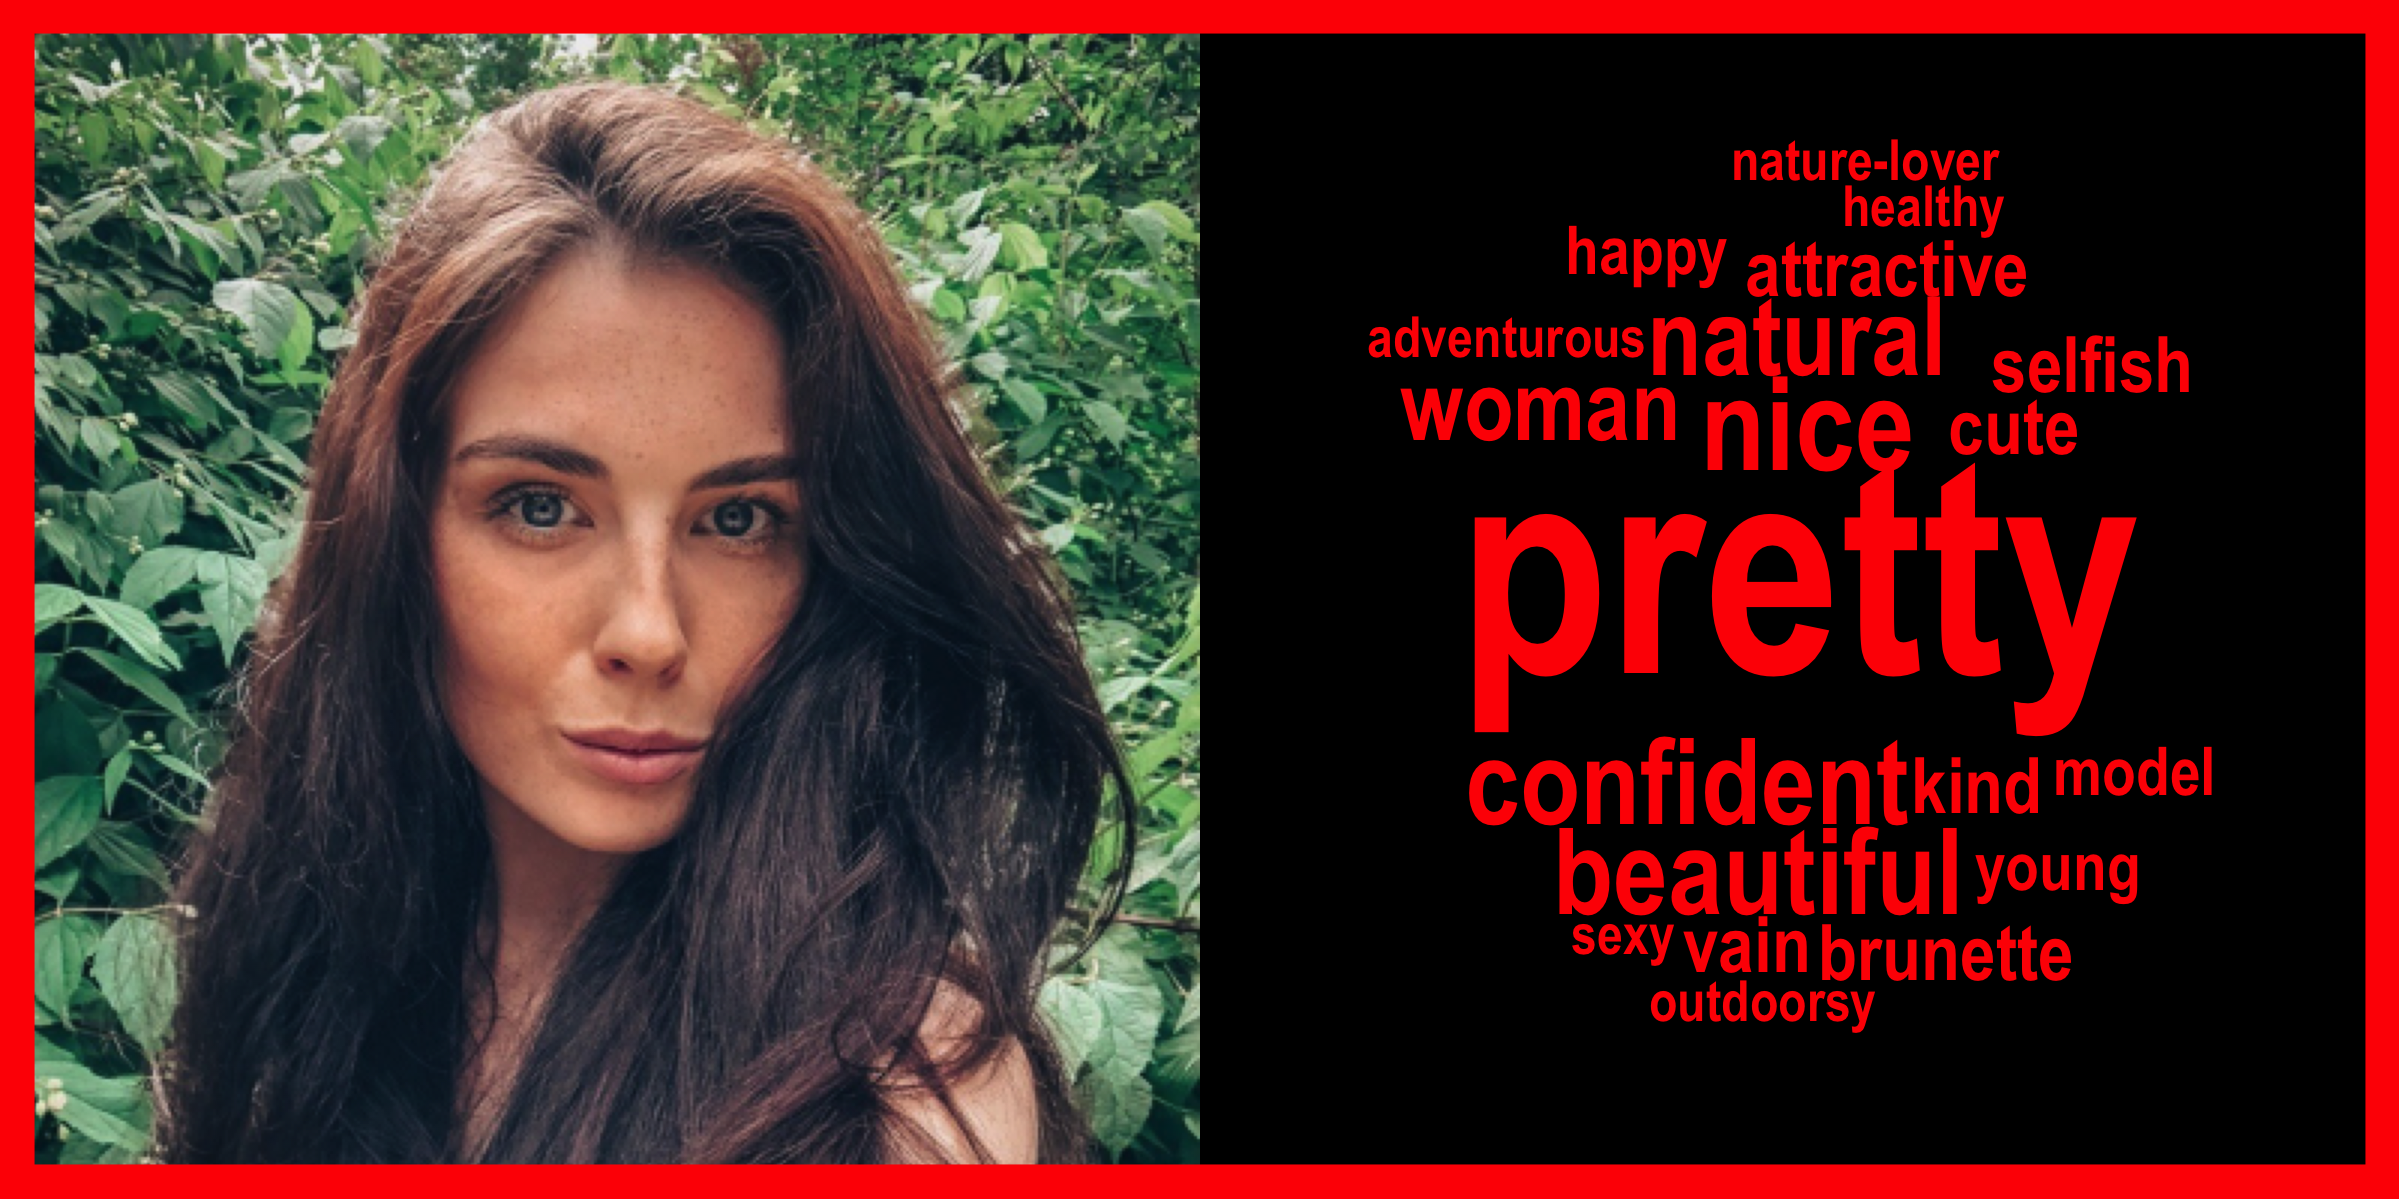 nature-lover
healthy
happy attractive
adventurous natural selfish
woman nice cute
pretty
confident kind model
beautiful young
sexy vain brunette
outdoorsy